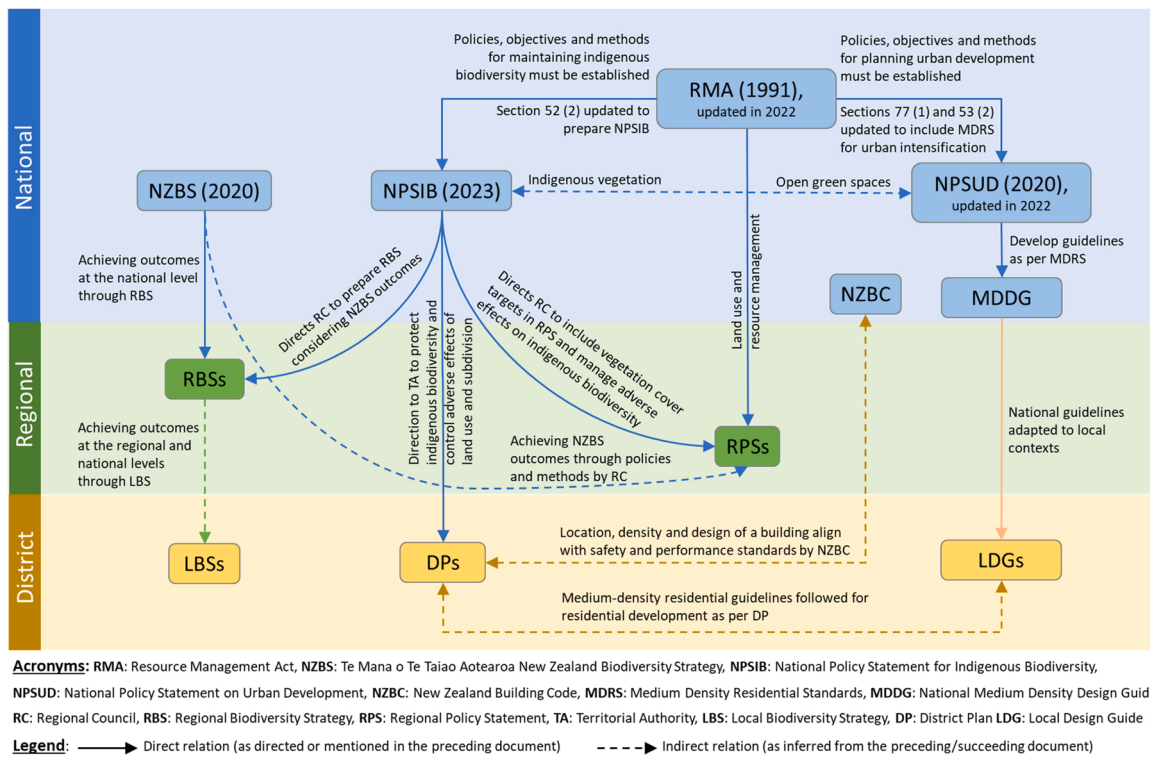 National
Regional
District
Policies, objectives and methods
for maintaining indigenous
biodiversity must be established
Policies, objectives and methods
for planning urban development
must be established
RMA (1991),
updated in 2022
Section 52 (2) updated to
prepare NPSIB
Sections 77 (1) and 53 (2)
updated to include MDRS
for urban intensification
NZBS (2020)
NPSIB (2023)
Indigenous vegetation
Open green spaces
NPSUD (2020),
updated in 2022
Achieving outcomes
at the national level
through RBS
Directs RC to prepare RBS
considering NZBS outcomes
Direction to TA to protect
indigenous biodiversity and
control adverse effects of
land use and subdivision
Directs RC to include vegetation cover
targets in RPS and manage adverse
effects on indigenous biodiversity
Land use and
resource management
Develop guidelines
as per MDRS
NZBC
MDDG
RBSs
RPSs
Achieving outcomes
at the regional and
national levels
through LBS
Achieving NZBS
outcomes through policies
and methods by RC
National guidelines
adapted to local
contexts
LBSs
DPs
LDGs
Location, density and design of a building align
with safety and performance standards by NZBC
Medium-density residential guidelines followed for
residential development as per DP
Acronyms: RMA: Resource Management Act, NZBS: Te Mana o Te Taiao Aotearoa New Zealand Biodiversity Strategy, NPSIB: National Policy Statement for Indigenous Biodiversity,
NPSUD: National Policy Statement on Urban Development, NZBC: New Zealand Building Code, MDRS: Medium Density Residential Standards, MDDG: National Medium Density Design Guid
RC: Regional Council, RBS: Regional Biodiversity Strategy, RPS: Regional Policy Statement, TA: Territorial Authority, LBS: Local Biodiversity Strategy, DP: District Plan LDG: Local Design Guide
Legend: Direct relation (as directed or mentioned in the preceding document) Indirect relation (as inferred from the preceding/succeeding document)